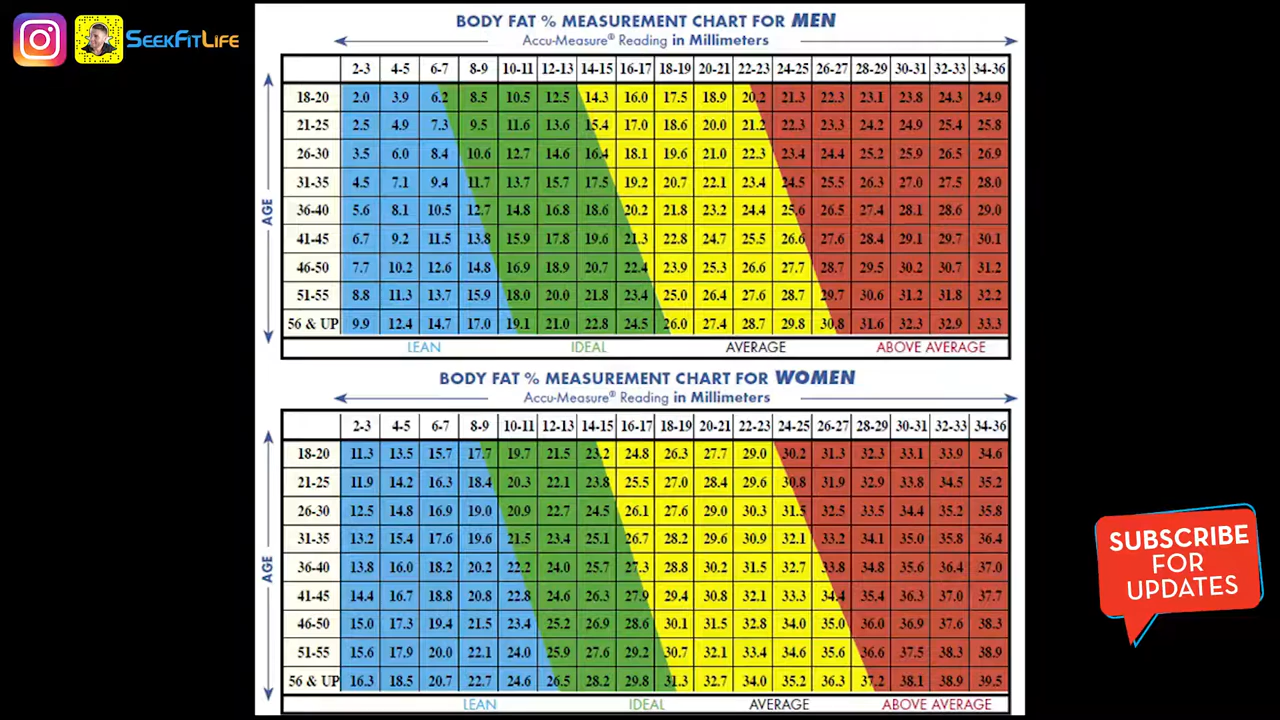 SEEKFITLIFE
BODY FAT % MEASUREMENT CHART FOR MEN
Accu-Measure® Reading in Millimeters
2-3 4-5 6-7 8-9 10-11 12-13 14-15 16-17 18-19 20-21 22-23 24-25 26-27 28-29 30-31 32-33 34-36
AGE
18-20 2.0 3.9 6.2 8.5 10.5 12.5 14.3 16.0 17.5 18.9 20.2 21.3 22.3 23.1 23.8 24.3 24.9
21-25 2.5 4.9 7.3 9.5 11.6 13.6 15.4 17.0 18.6 20.0 21.2 22.3 23.3 24.2 24.9 25.4 25.8
26-30 3.5 6.0 8.4 10.6 12.7 14.6 16.4 18.1 19.6 21.0 22.3 23.4 24.4 25.2 25.9 26.5 26.9
31-35 4.5 7.1 9.4 11.7 13.7 15.7 17.5 19.2 20.7 22.1 23.4 24.5 25.5 26.3 27.0 27.5 28.0
36-40 5.6 8.1 10.5 12.7 14.8 16.8 18.6 20.2 21.8 23.2 24.4 25.6 26.5 27.4 28.1 28.6 29.0
41-45 6.7 9.2 11.5 13.8 15.9 17.8 19.6 21.3 22.8 24.7 25.5 26.6 27.6 28.4 29.1 29.7 30.1
46-50 7.7 10.2 12.6 14.8 16.9 18.9 20.7 22.4 23.9 25.3 26.6 27.7 28.7 29.5 30.2 30.7 31.2
51-55 8.8 11.3 13.7 15.9 18.0 20.0 21.8 23.4 25.0 26.4 27.6 28.7 29.7 30.6 31.2 31.8 32.2
56 & UP 9.9 12.4 14.7 17.0 19.1 21.0 22.8 24.5 26.0 27.4 28.7 29.8 30.8 31.6 32.3 32.9 33.3
LEAN IDEAL AVERAGE ABOVE AVERAGE
BODY FAT % MEASUREMENT CHART FOR WOMEN
Accu-Measure® Reading in Millimeters
2-3 4-5 6-7 8-9 10-11 12-13 14-15 16-17 18-19 20-21 22-23 24-25 26-27 28-29 30-31 32-33 34-36
AGE
18-20 11.3 13.5 15.7 17.7 19.7 21.5 23.2 24.8 26.3 27.7 29.0 30.2 31.3 32.3 33.1 33.9 34.6
21-25 11.9 14.2 16.3 18.4 20.3 22.1 23.8 25.5 27.0 28.4 29.6 30.8 31.9 32.9 33.8 34.5 35.2
26-30 12.5 14.8 16.9 19.0 20.9 22.7 24.5 26.1 27.6 29.0 30.3 31.5 32.5 33.5 34.4 35.2 35.8
31-35 13.2 15.4 17.6 19.6 21.5 23.4 25.1 26.7 28.2 29.6 30.9 32.1 33.2 34.1 35.0 35.8 36.4
36-40 13.8 16.0 18.2 20.2 22.2 24.0 25.7 27.3 28.8 30.2 31.5 32.7 33.8 34.8 35.6 36.4 37.0
41-45 14.4 16.7 18.8 20.8 22.8 24.6 26.3 27.9 29.4 30.8 32.1 33.3 34.4 35.4 36.3 37.0 37.7
46-50 15.0 17.3 19.4 21.5 23.4 25.2 26.9 28.6 30.1 31.5 32.8 34.0 35.0 36.0 36.9 37.6 38.3
51-55 15.6 17.9 20.0 22.1 24.0 25.9 27.6 29.2 30.7 32.1 33.4 34.6 35.6 36.6 37.5 38.3 38.9
56 & UP 16.3 18.5 20.7 22.7 24.6 26.5 28.2 29.8 31.3 32.7 34.0 35.2 36.3 37.2 38.1 38.9 39.5
LEAN IDEAL AVERAGE ABOVE AVERAGE
SUBSCRIBE
FOR
UPDATES